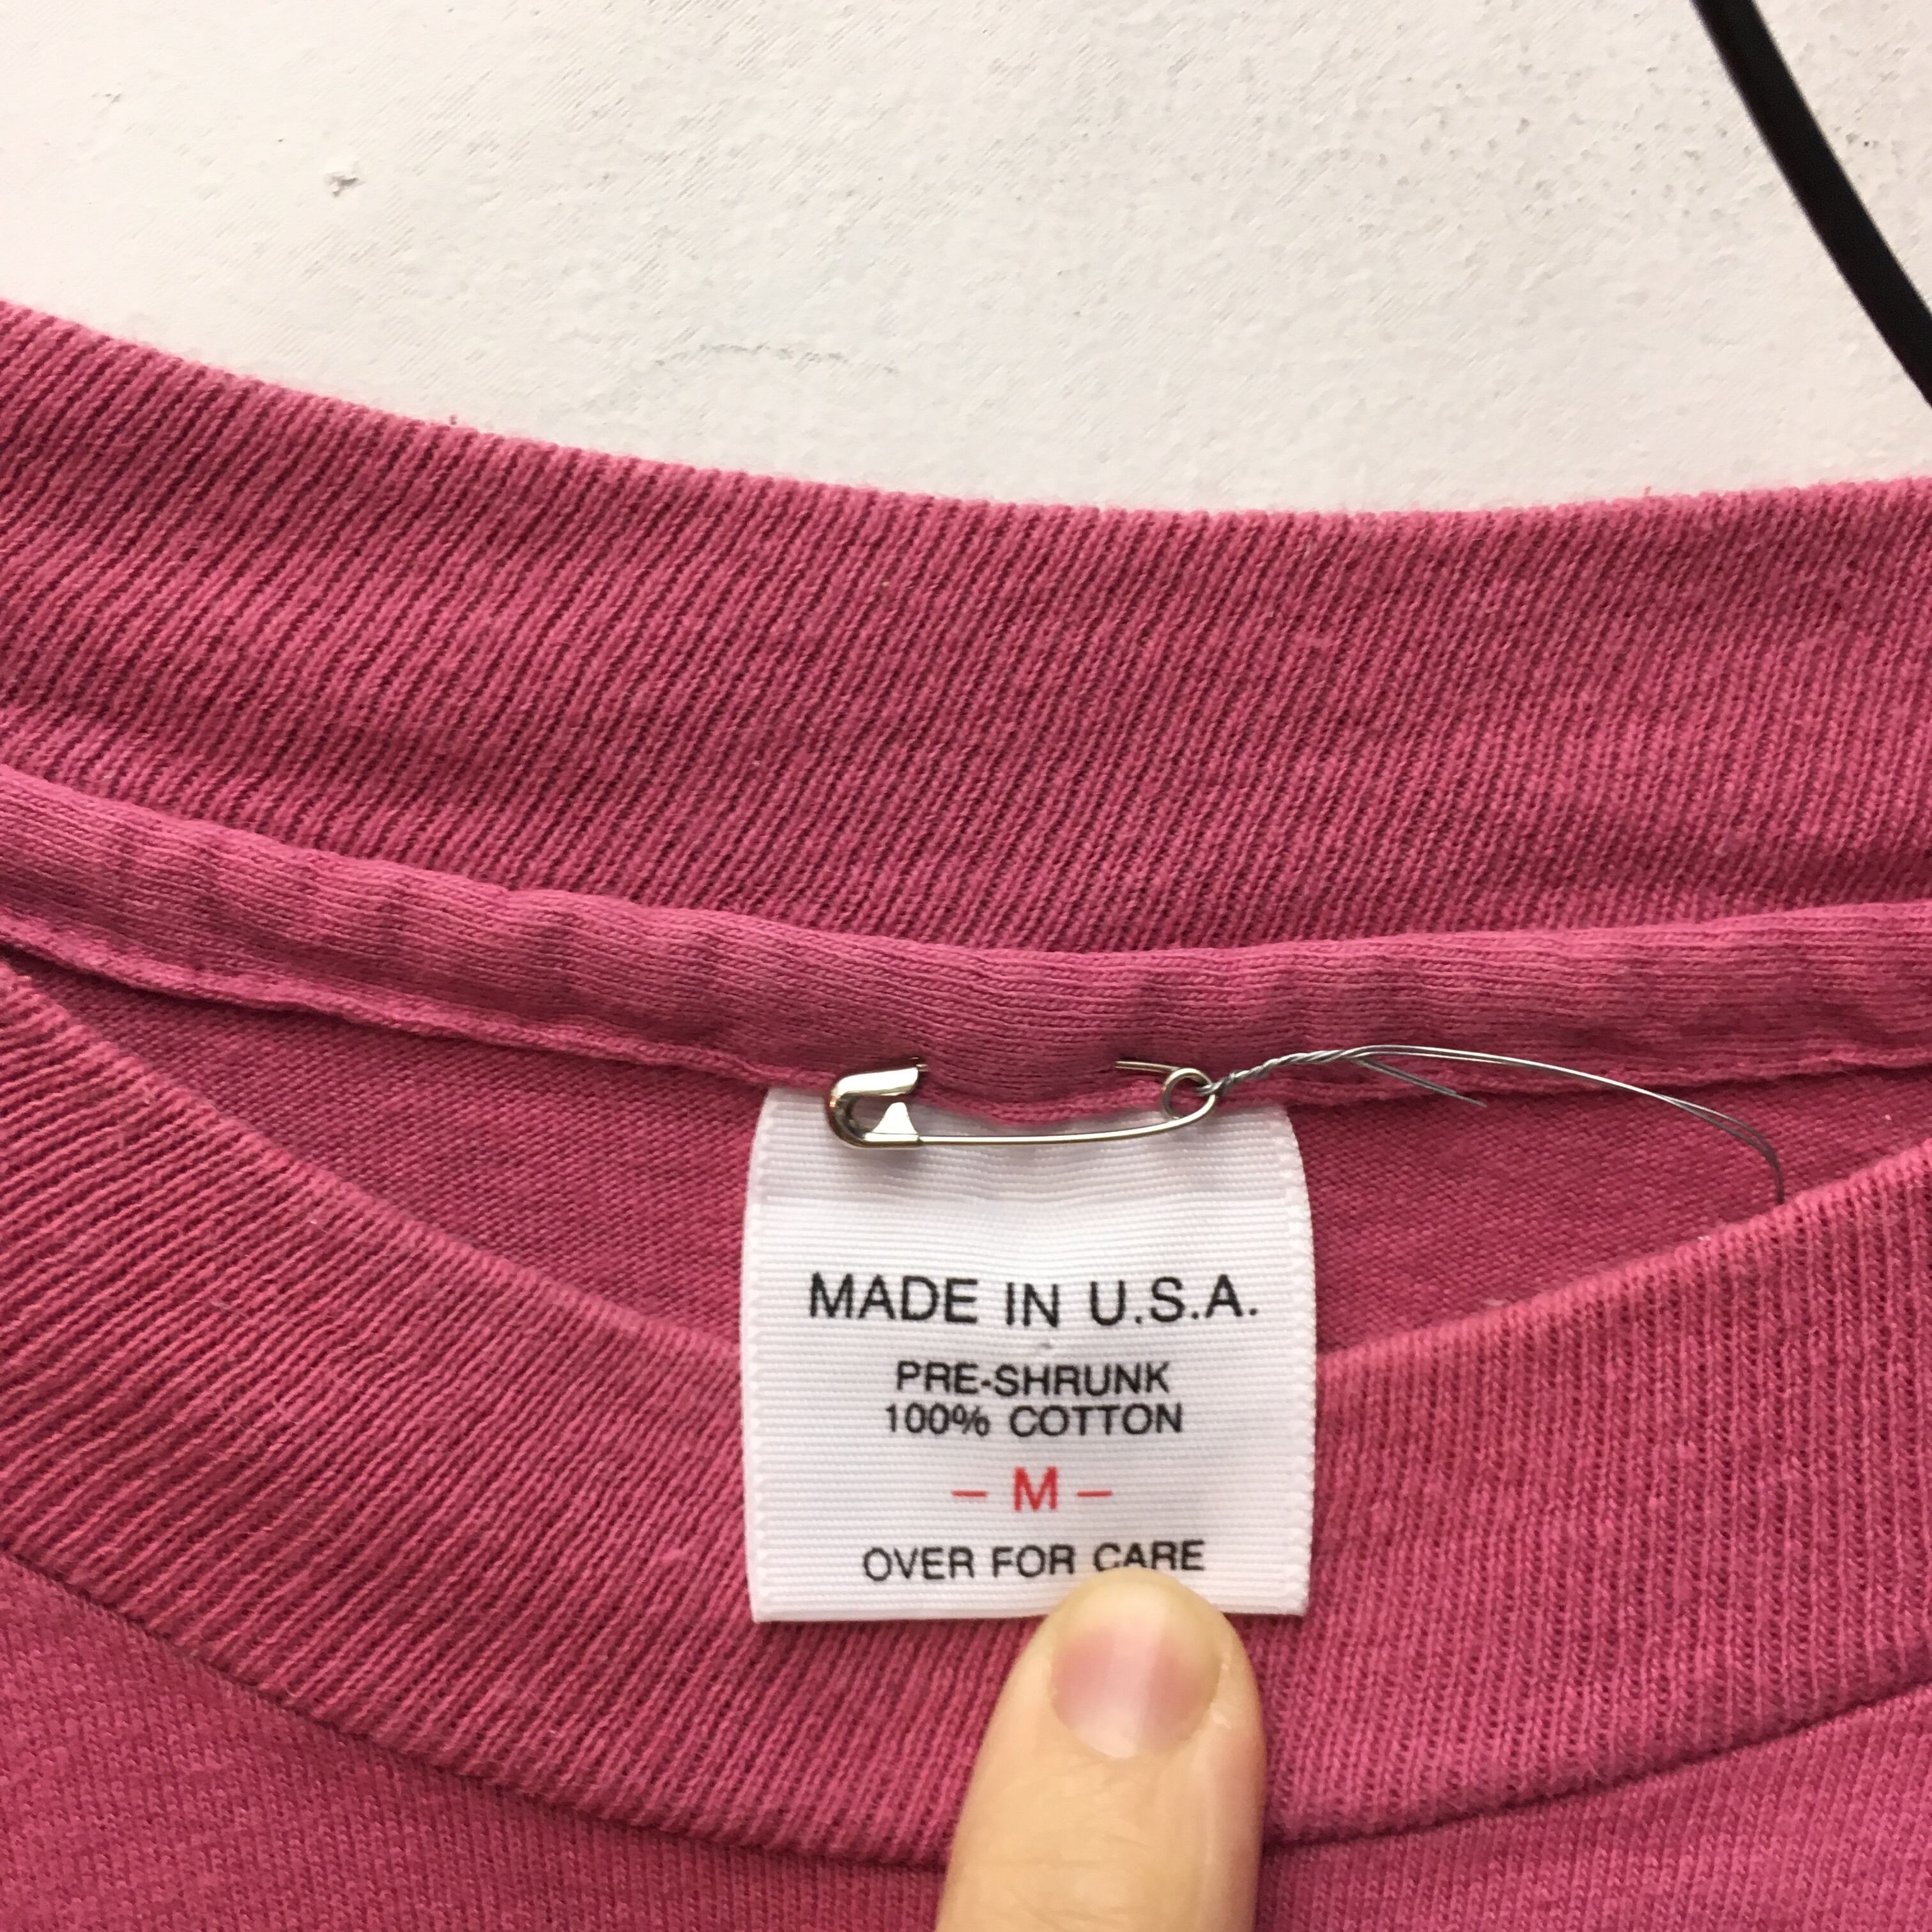 MADE IN U.S.A.
PRE-SHRUNK
100% COTTON
– M –
OVER FOR CARE